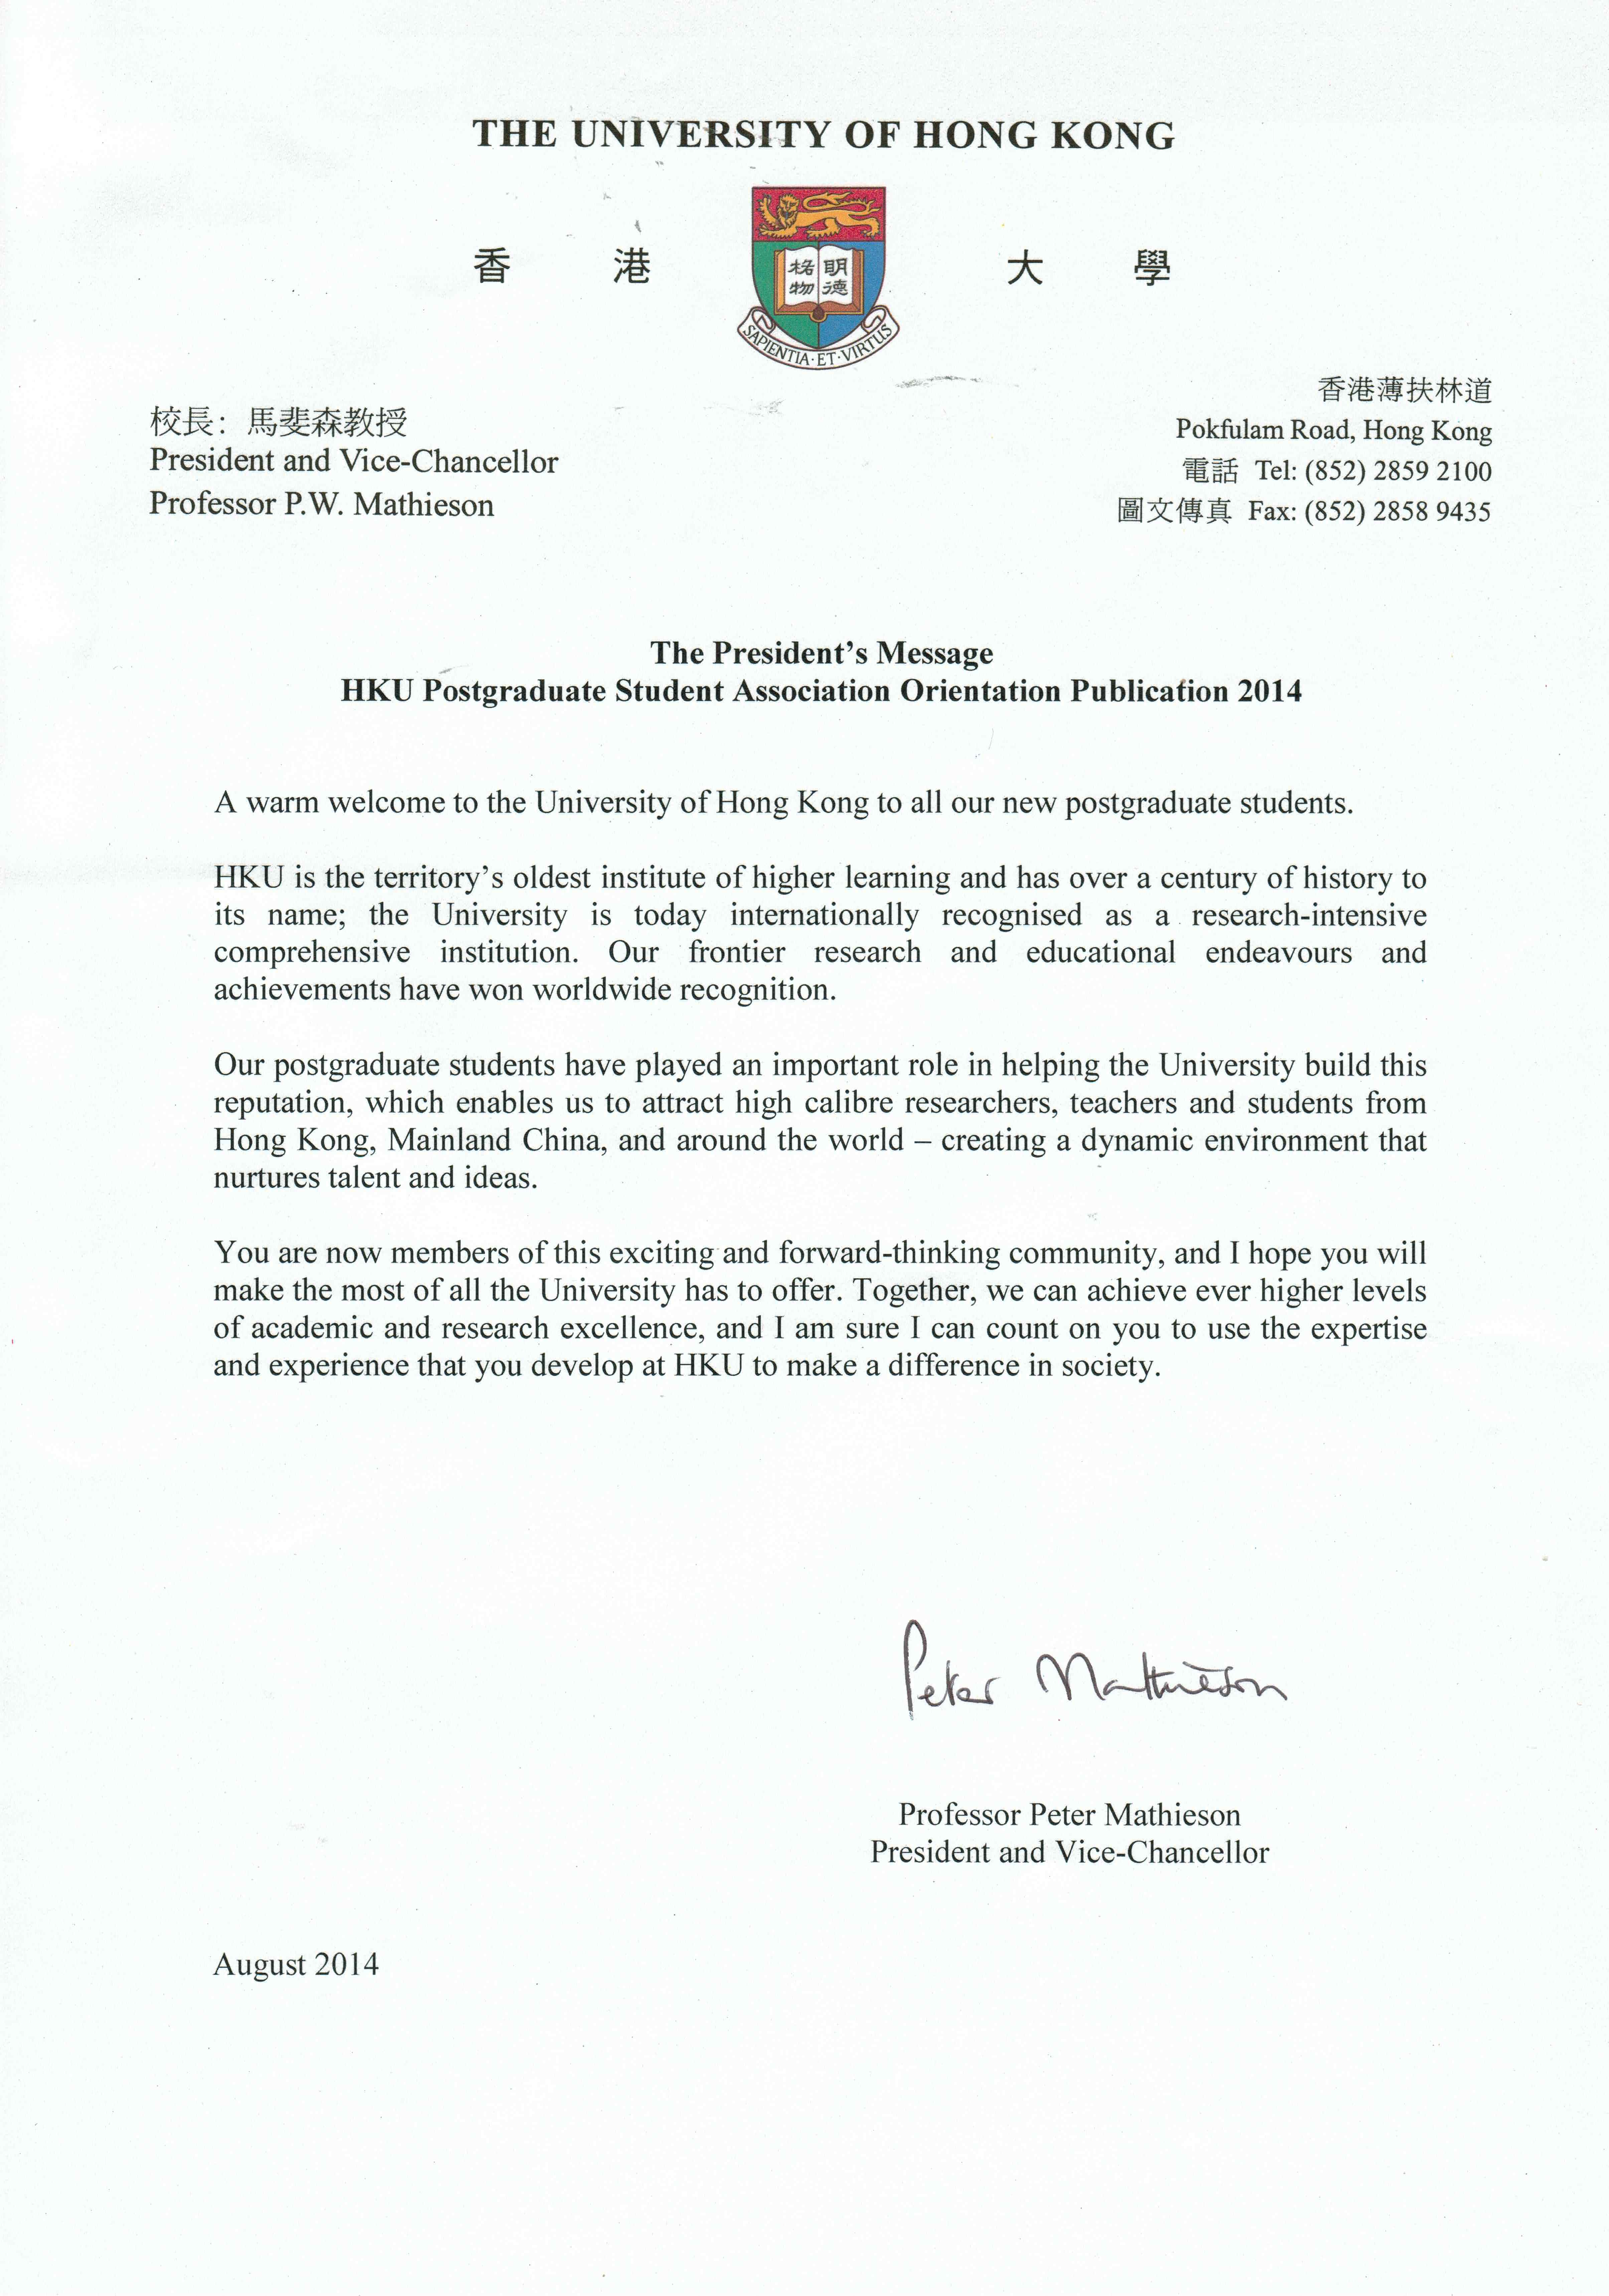 THE UNIVERSITY OF HONG KONG
香 港 大 學
格明
物德
SAPIENTIA·ET·VIRTUS
校長：馬斐森教授
President and Vice-Chancellor
Professor P.W. Mathieson
香港薄扶林道
Pokfulam Road, Hong Kong
電話 Tel: (852) 2859 2100
圖文傳真 Fax: (852) 2858 9435
The President’s Message
HKU Postgraduate Student Association Orientation Publication 2014
A warm welcome to the University of Hong Kong to all our new postgraduate students.
HKU is the territory’s oldest institute of higher learning and has over a century of history to
its name; the University is today internationally recognised as a research-intensive
comprehensive institution. Our frontier research and educational endeavours and
achievements have won worldwide recognition.
Our postgraduate students have played an important role in helping the University build this
reputation, which enables us to attract high calibre researchers, teachers and students from
Hong Kong, Mainland China, and around the world – creating a dynamic environment that
nurtures talent and ideas.
You are now members of this exciting and forward-thinking community, and I hope you will
make the most of all the University has to offer. Together, we can achieve ever higher levels
of academic and research excellence, and I am sure I can count on you to use the expertise
and experience that you develop at HKU to make a difference in society.
Peter Mathieson
Professor Peter Mathieson
President and Vice-Chancellor
August 2014